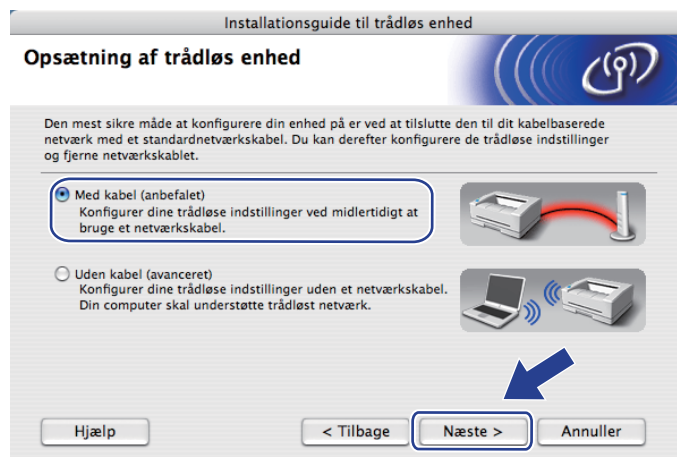 Installationsguide til trådløs enhed
Opsætning af trådløs enhed
Den mest sikre måde at konfigurere din enhed på er ved at tilslutte den til dit kabelbaserede
netværk med et standardnetværkskabel. Du kan derefter konfigurere de trådløse indstillinger
og fjerne netværkskablet.
Med kabel (anbefalet)
Konfigurer dine trådløse indstillinger ved midlertidigt at
bruge et netværkskabel.
Uden kabel (avanceret)
Konfigurer dine trådløse indstillinger uden et netværkskabel.
Din computer skal understøtte trådløst netværk.
Hjælp
< Tilbage
Næste >
Annuller